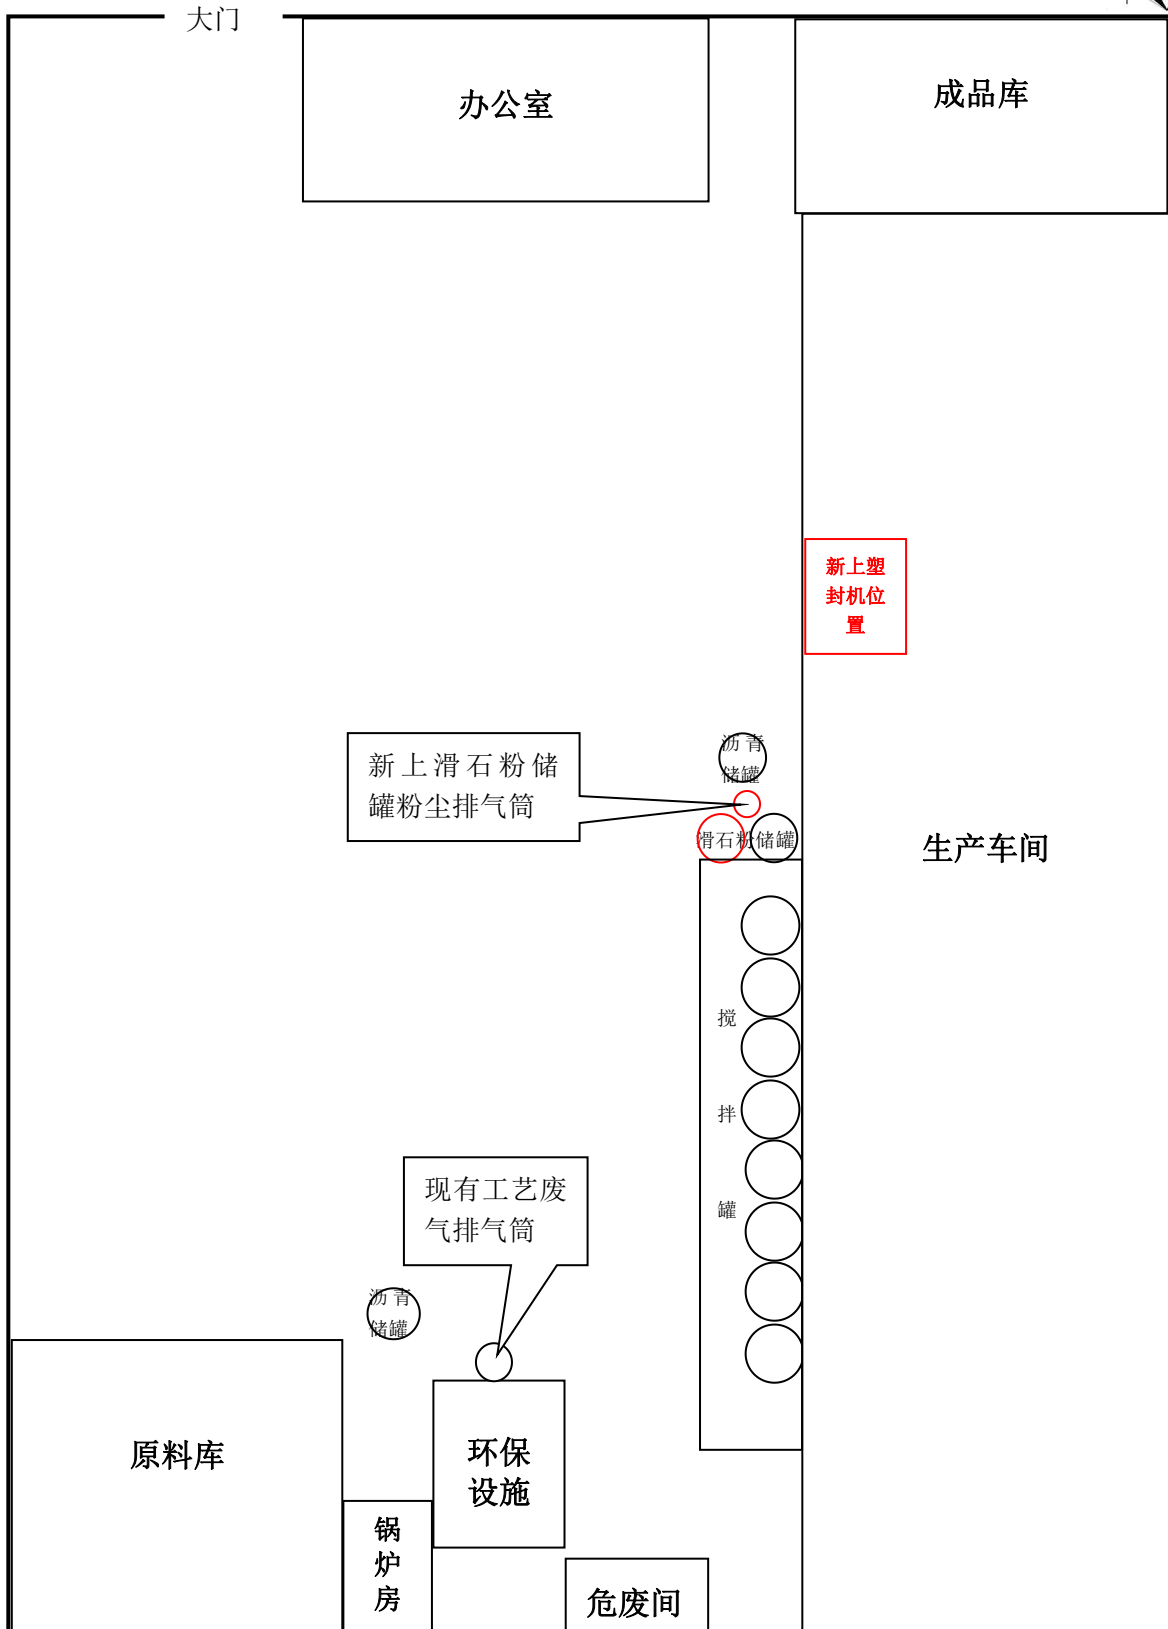 大门
办公室
成品库
新上塑
封机位
置
沥青
储罐
新上滑石粉储
罐粉尘排气筒
滑石粉储罐
生产车间
搅
拌
罐
现有工艺废
气排气筒
沥青
储罐
原料库
环保
设施
锅
炉
房
危废间